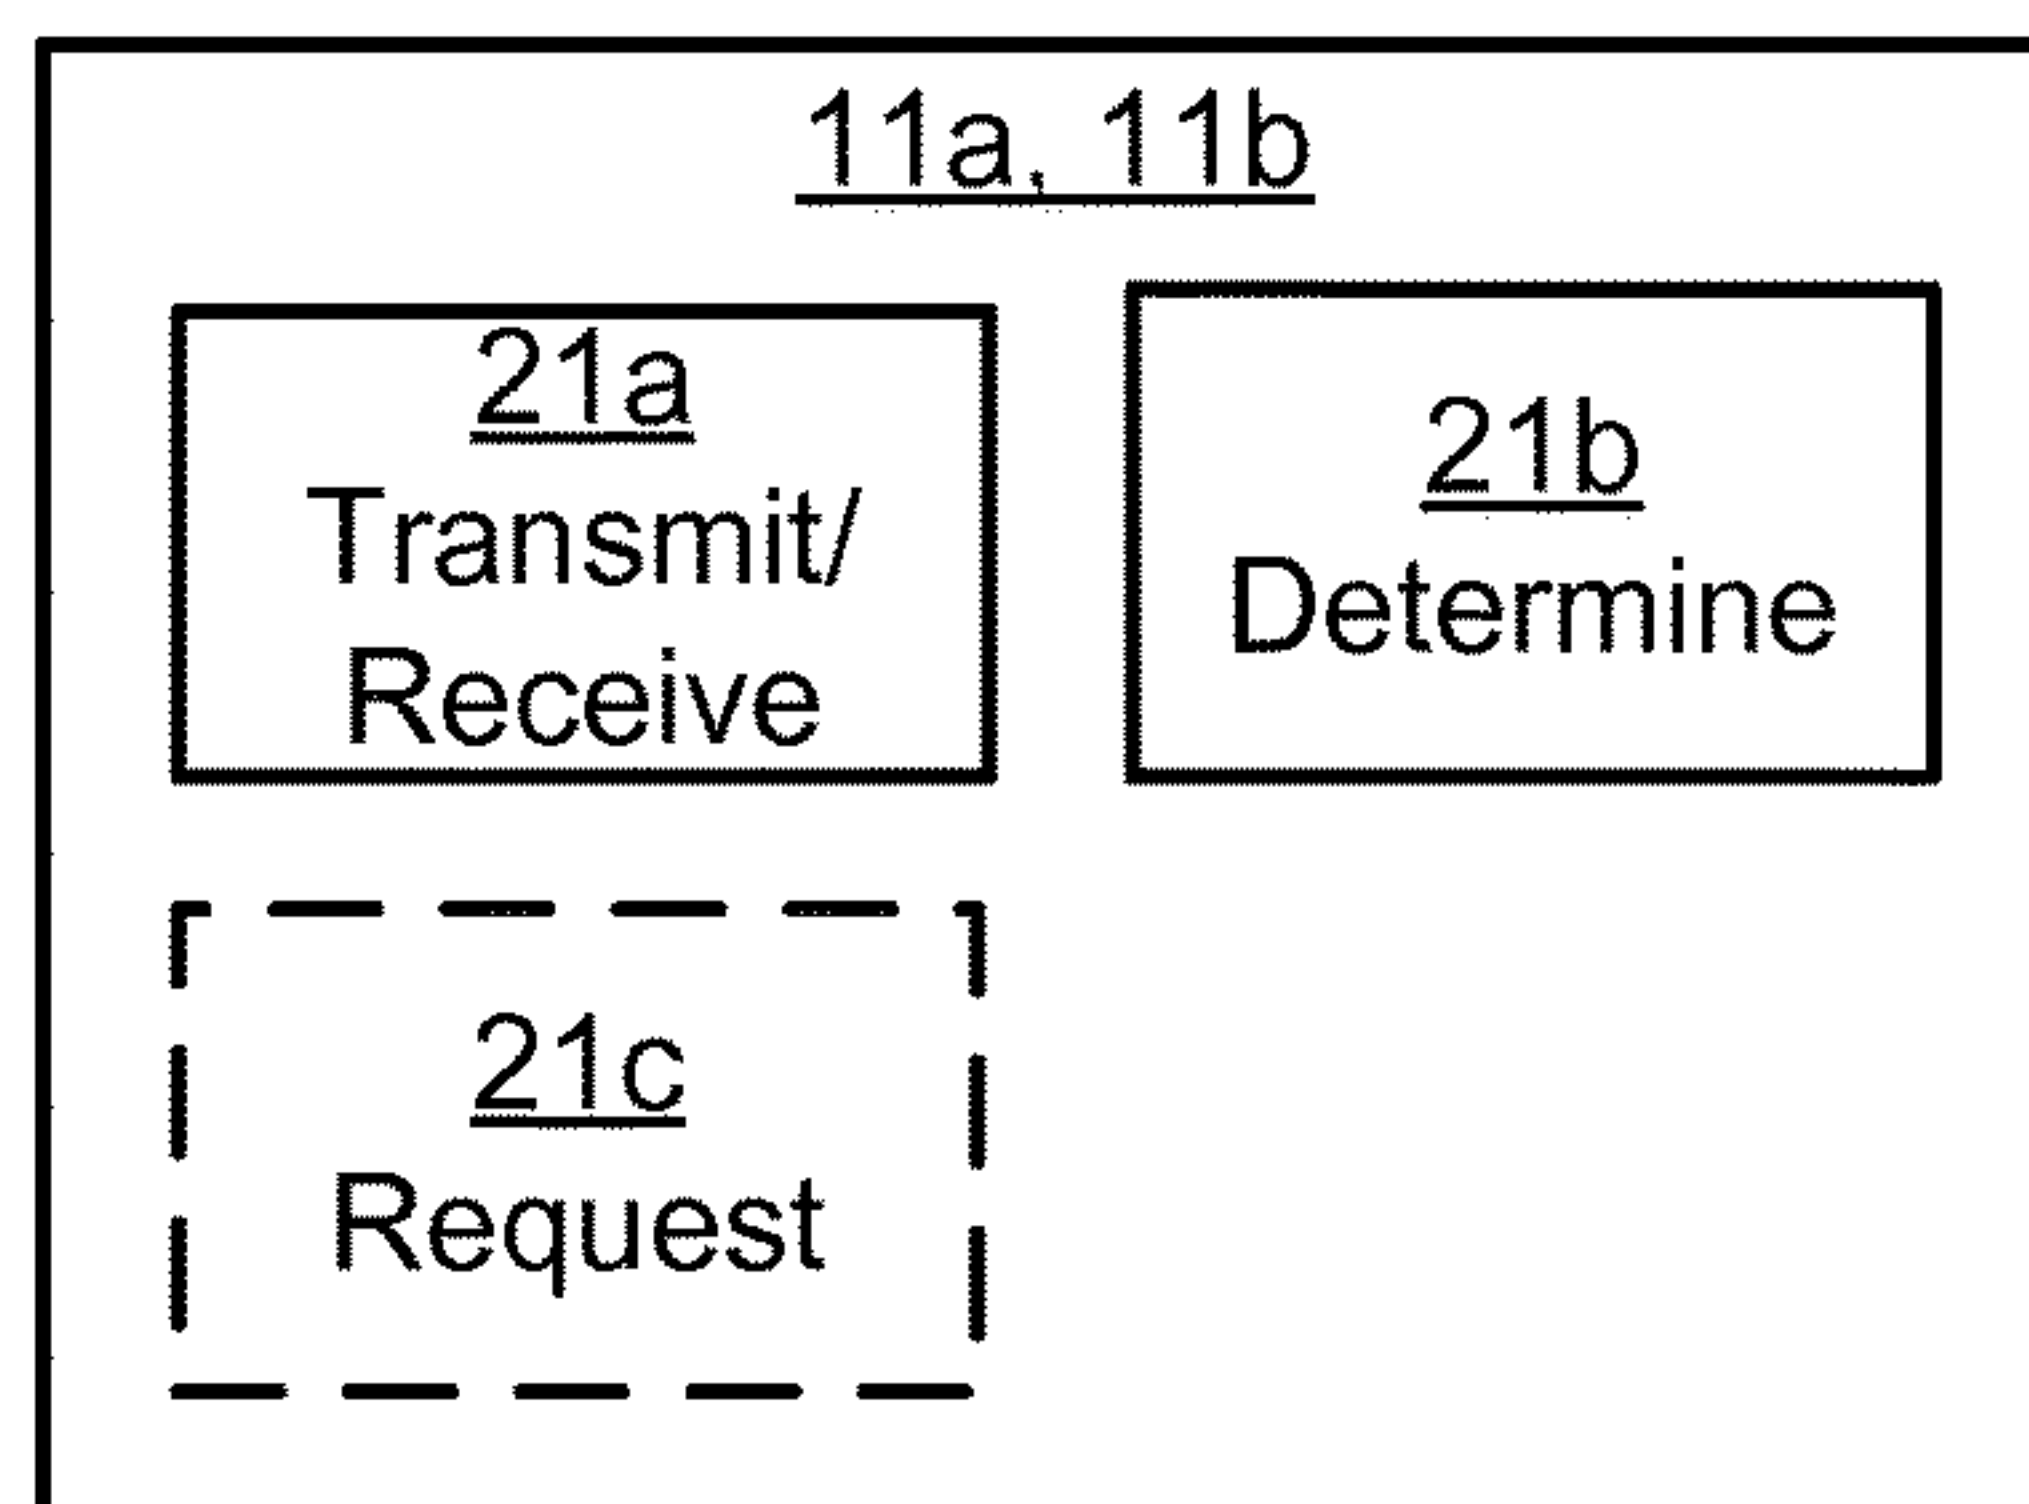 11a, 11b
21a
Transmit/
Receive
21b
Determine
21c
Request